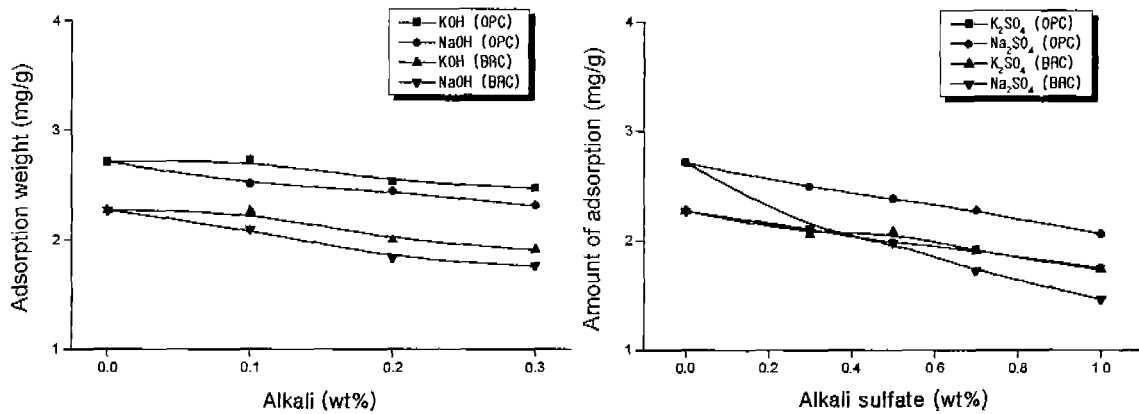 4
3
2
1
Adsorption weight (mg/g)
KOH (OPC)
NaOH (OPC)
KOH (BRC)
NaOH (BRC)
0.0 0.1 0.2 0.3
Alkali (wt%)
4
3
2
1
Amount of adsorption (mg/g)
K₂SO₄ (OPC)
Na₂SO₄ (OPC)
K₂SO₄ (BRC)
Na₂SO₄ (BRC)
0.0 0.2 0.4 0.6 0.8 1.0
Alkali sulfate (wt%)